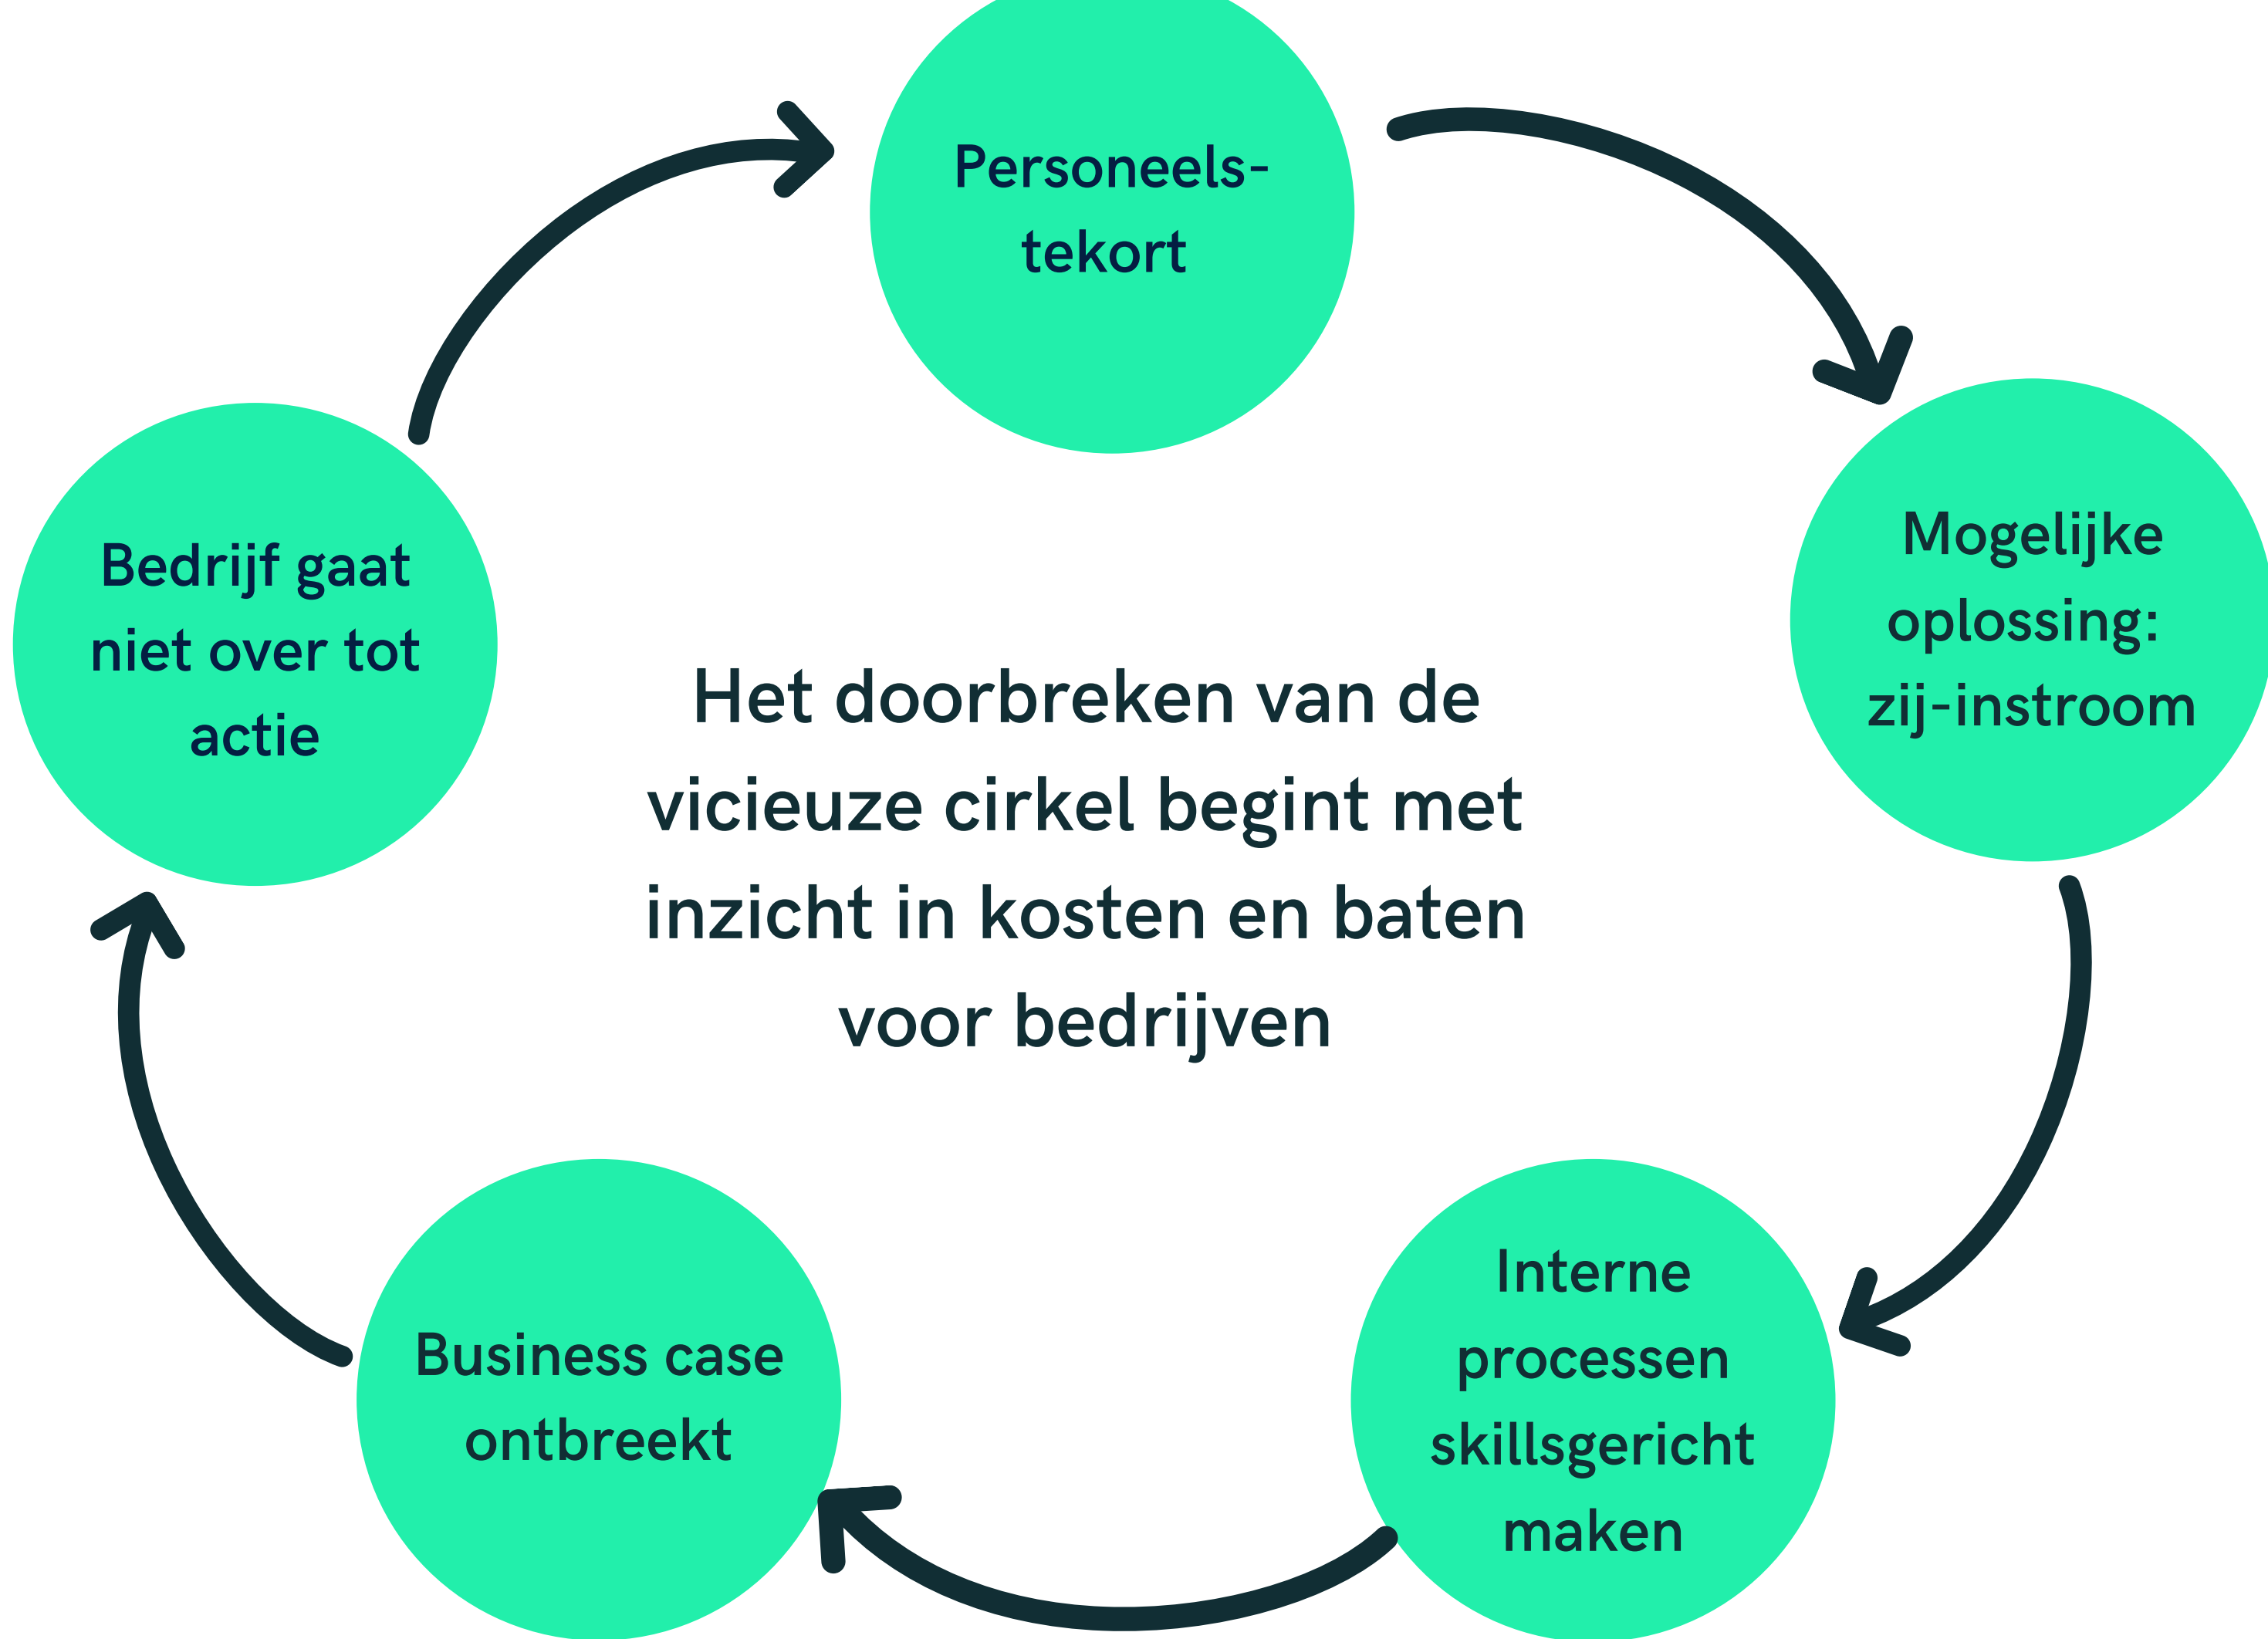 Personeels-
tekort
Mogelijke
oplossing:
zij-instroom
Interne
processen
skillsgericht
maken
Business case
ontbreekt
Bedrijf gaat
niet over tot
actie
Het doorbreken van de
vicieuze cirkel begint met
inzicht in kosten en baten
voor bedrijven